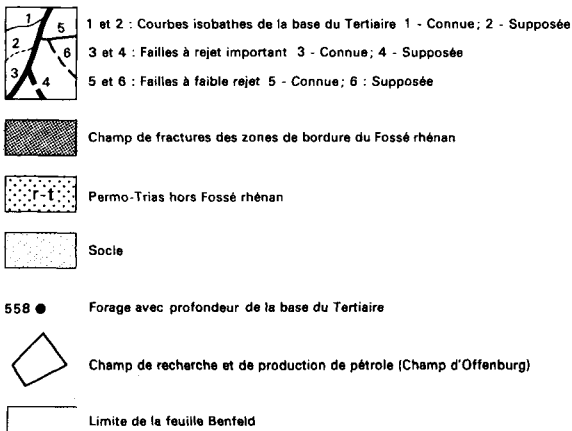 1 5 1 et 2 : Courbes isobathes de la base du Tertiaire 1 - Connue; 2 - Supposée
2 6
3 4 3 et 4 : Failles à rejet important 3 - Connue; 4 - Supposée
5 et 6 : Failles à faible rejet 5 - Connue; 6 : Supposée
Champ de fractures des zones de bordure du Fossé rhénan
r-t Permo-Trias hors Fossé rhénan
Socle
558 Forage avec profondeur de la base du Tertiaire
Champ de recherche et de production de pétrole (Champ d'Offenburg)
Limite de la feuille Benfeld